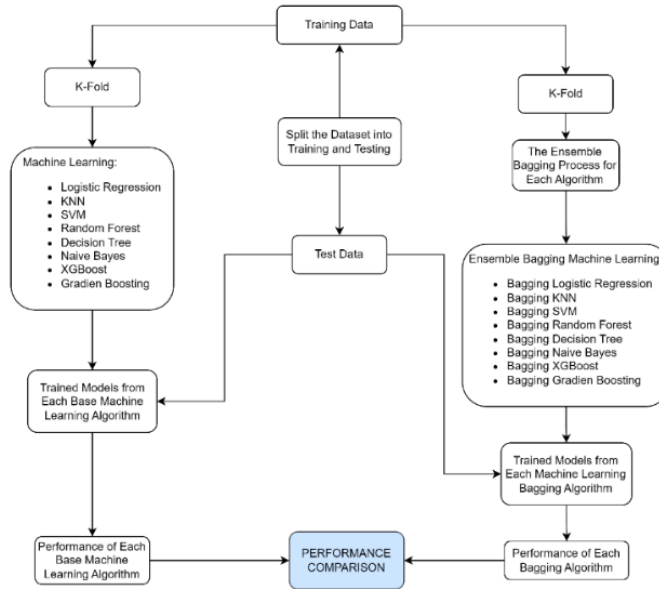 Training Data
K-Fold
K-Fold
Split the Dataset into
Training and Testing
Machine Learning:
• Logistic Regression
• KNN
• SVM
• Random Forest
• Decision Tree
• Naive Bayes
• XGBoost
• Gradien Boosting
The Ensemble
Bagging Process for
Each Algorithm
Test Data
Ensemble Bagging Machine Learning:
• Bagging Logistic Regression
• Bagging KNN
• Bagging SVM
• Bagging Random Forest
• Bagging Decision Tree
• Bagging Naive Bayes
• Bagging XGBoost
• Bagging Gradien Boosting
Trained Models from
Each Base Machine
Learning Algorithm
Trained Models from
Each Machine Learning
Bagging Algorithm
Performance of Each
Base Machine
Learning Algorithm
PERFORMANCE
COMPARISON
Performance of Each
Bagging Algorithm